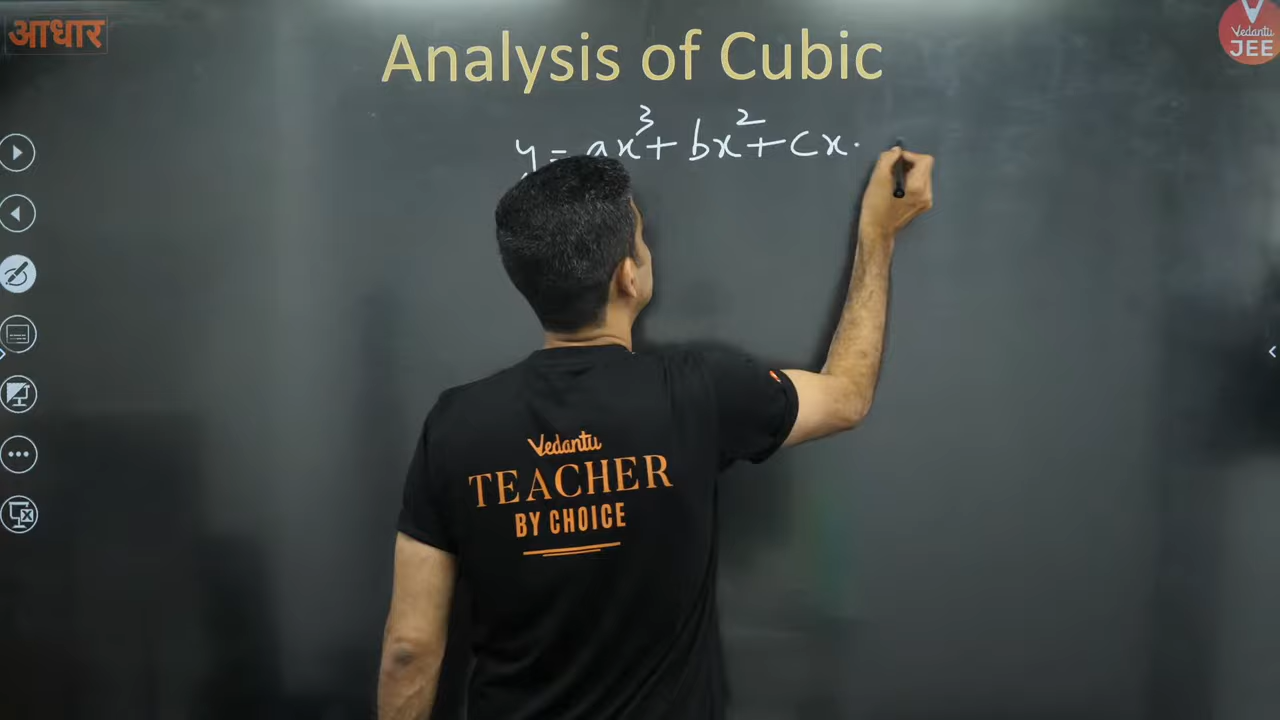 आधार
Vedantu
JEE
Analysis of Cubic
y = ax³ + bx² + cx
Vedantu
TEACHER
BY CHOICE